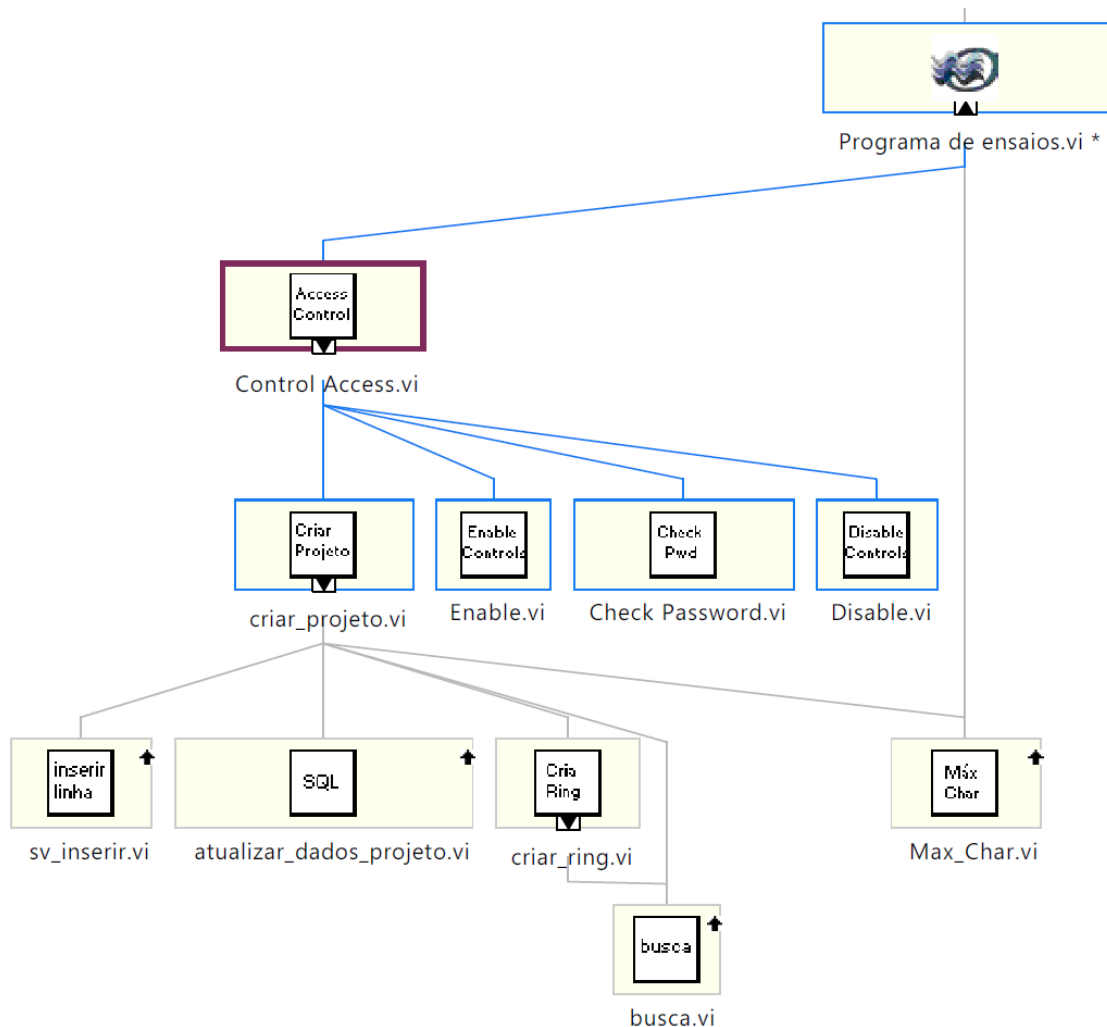 Programa de ensaios.vi *
Access
Control
Control Access.vi
Criar
Projeto
Enable
Controls
Check
Pwd
Disable
Controls
criar_projeto.vi
Enable.vi
Check Password.vi
Disable.vi
inserir
linha
SQL
Cria
Ring
Máx
Char
sv_inserir.vi
atualizar_dados_projeto.vi
criar_ring.vi
Max_Char.vi
busca
busca.vi